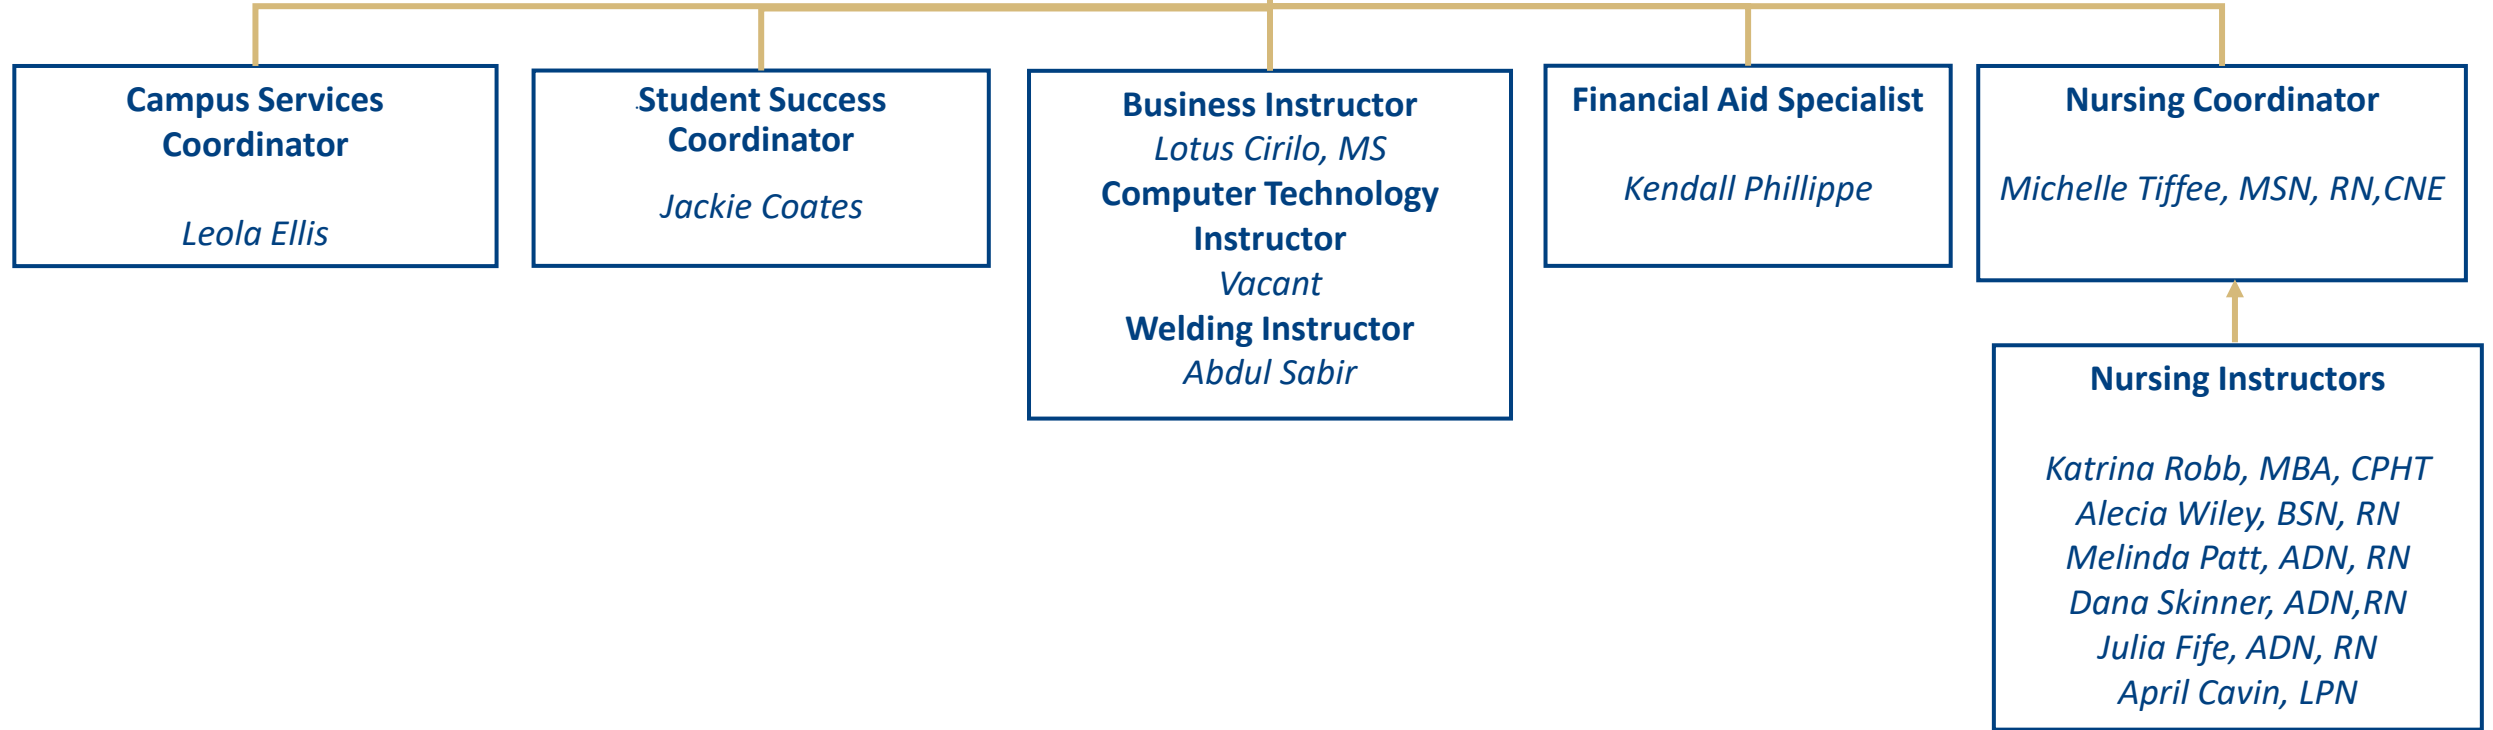 Campus Services
Coordinator
Leola Ellis
Student Success
Coordinator
Jackie Coates
Business Instructor
Lotus Cirilo, MS
Computer Technology
Instructor
Vacant
Welding Instructor
Abdul Sabir
Financial Aid Specialist
Kendall Phillippe
Nursing Coordinator
Michelle Tiffee, MSN, RN,CNE
Nursing Instructors
Katrina Robb, MBA, CPHT
Alecia Wiley, BSN, RN
Melinda Patt, ADN, RN
Dana Skinner, ADN,RN
Julia Fife, ADN, RN
April Cavin, LPN